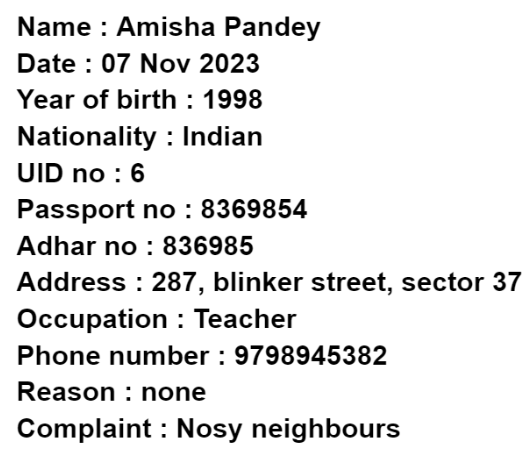 Name : Amisha Pandey
Date : 07 Nov 2023
Year of birth : 1998
Nationality : Indian
UID no : 6
Passport no : 8369854
Adhar no : 836985
Address : 287, blinker street, sector 37
Occupation : Teacher
Phone number : 9798945382
Reason : none
Complaint : Nosy neighbours